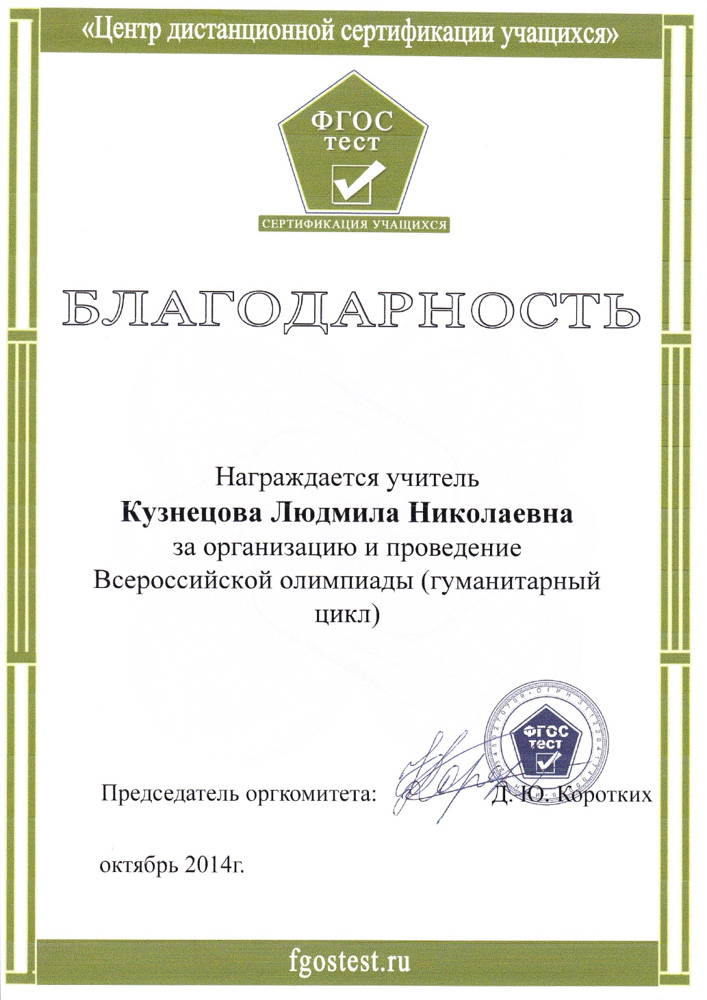 «Центр дистанционной сертификации учащихся»
ФГОС
тест
СЕРТИФИКАЦИЯ УЧАЩИХСЯ
БЛАГОДАРНОСТЬ
Награждается учитель
Кузнецова Людмила Николаевна
за организацию и проведение
Всероссийской олимпиады (гуманитарный
цикл)
ФГОС
тест
Председатель оргкомитета:
Д. Ю. Коротких
октябрь 2014г.
fgostest.ru